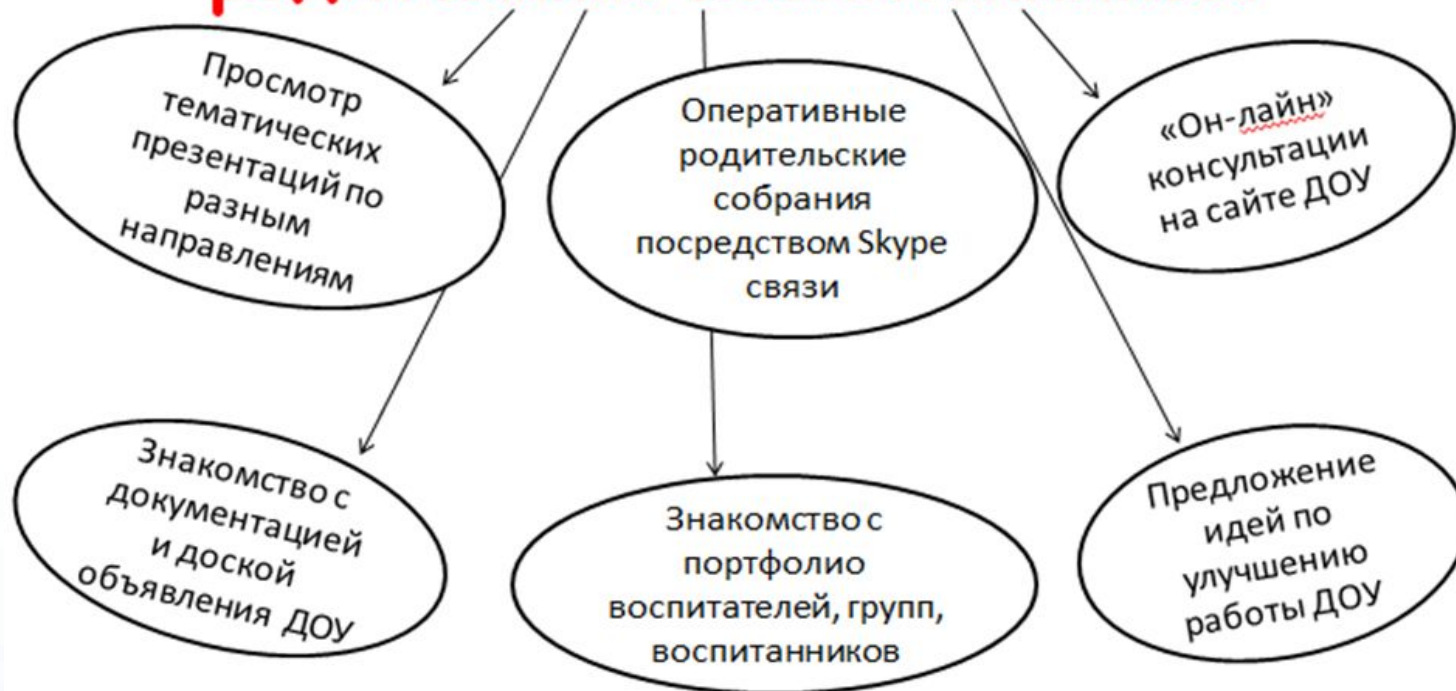 Просмотр
тематических
презентаций по
разным
направлениям
Оперативные
родительские
собрания
посредством Skype
связи
«Он-лайн»
консультации
на сайте ДОУ
Знакомство с
документацией
и доской
объявления ДОУ
Знакомство с
портфолио
воспитателей, групп,
воспитанников
Предложение
идей по
улучшению
работы ДОУ